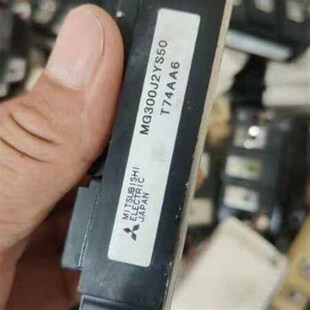 MG300J2YS50
T74AA6
MITSUBISHI
ELECTRIC
JAPAN